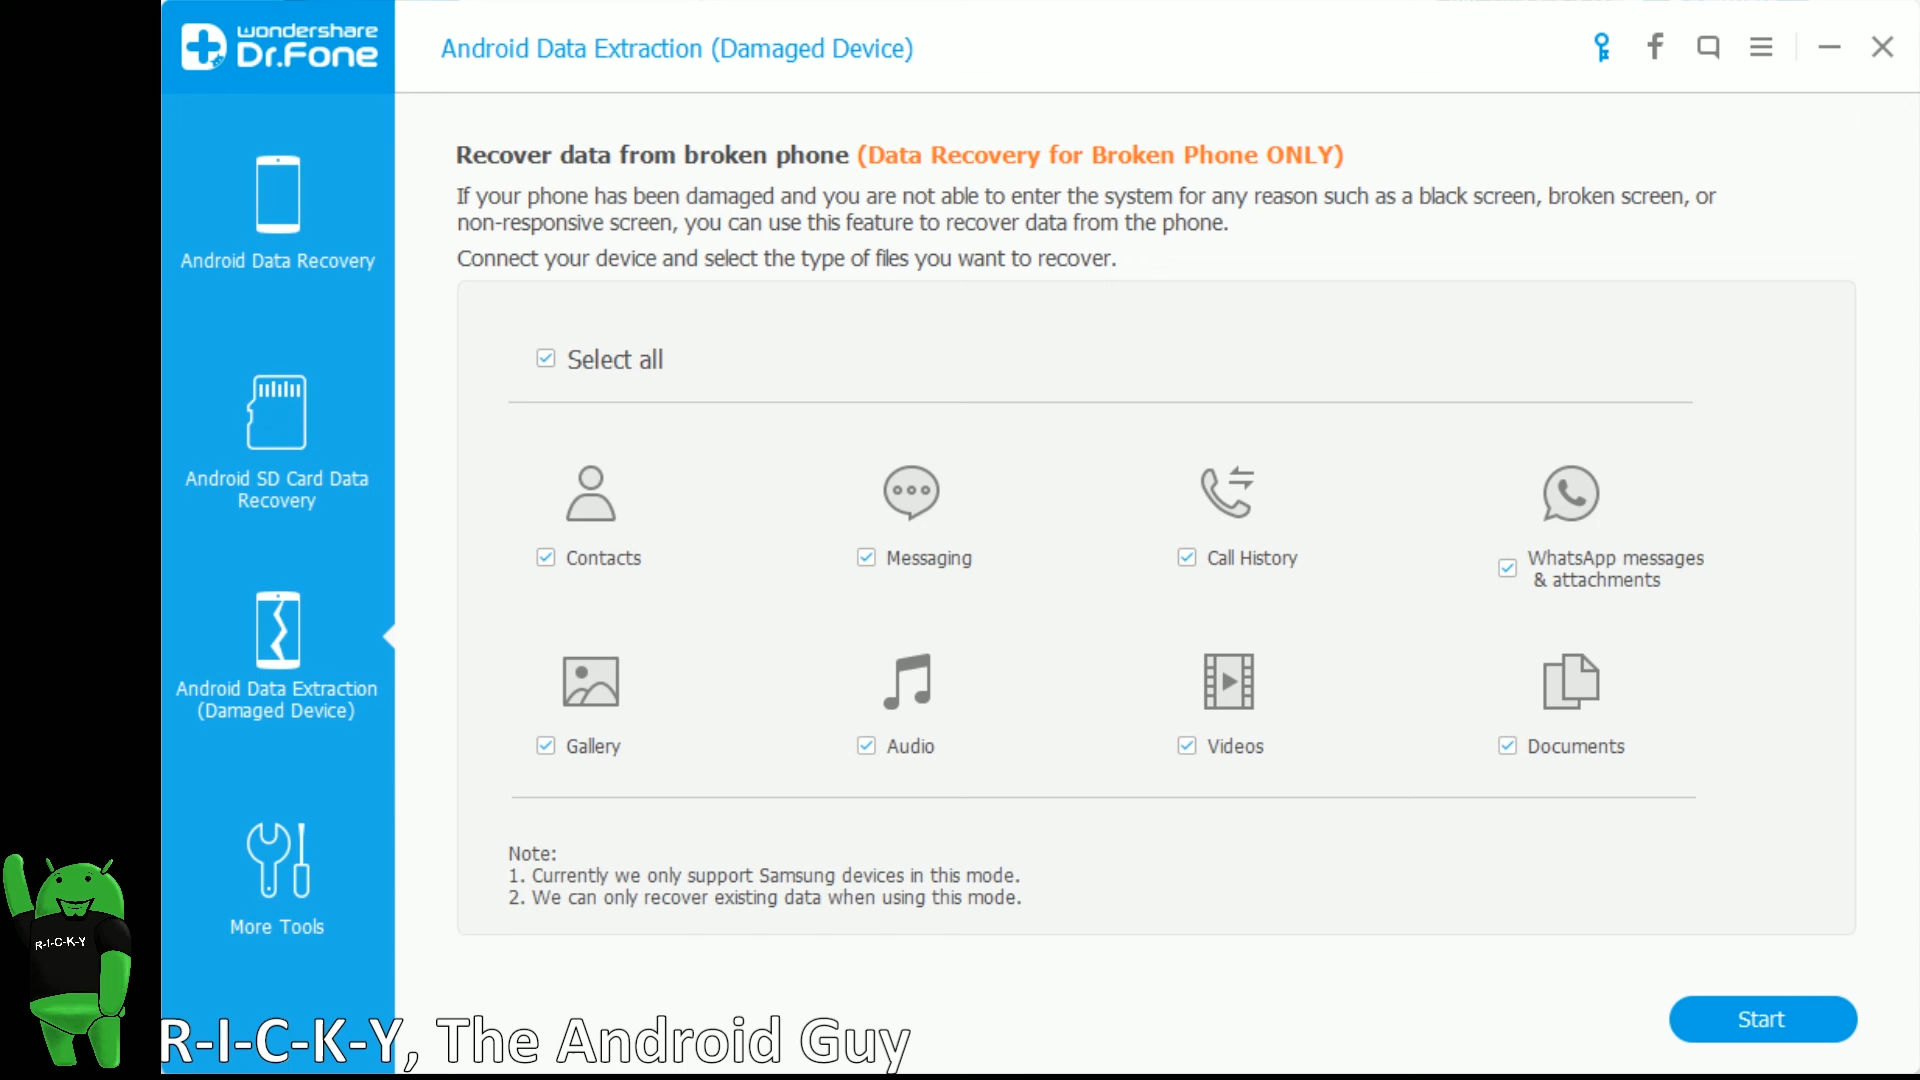 wondershare
Dr.Fone
Android Data Extraction (Damaged Device)
Android Data Recovery
Android SD Card Data
Recovery
Android Data Extraction
(Damaged Device)
More Tools
Recover data from broken phone (Data Recovery for Broken Phone ONLY)
If your phone has been damaged and you are not able to enter the system for any reason such as a black screen, broken screen, or
non-responsive screen, you can use this feature to recover data from the phone.
Connect your device and select the type of files you want to recover.
Select all
Contacts
Messaging
Call History
WhatsApp messages
& attachments
Gallery
Audio
Videos
Documents
Note:
1. Currently we only support Samsung devices in this mode.
2. We can only recover existing data when using this mode.
Start
R-I-C-K-Y
R-I-C-K-Y, The Android Guy